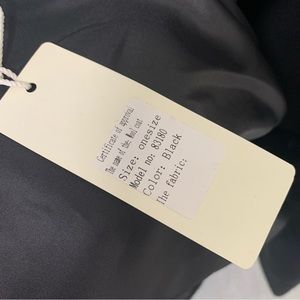 Certificate of approval
The name of the: Wool coat
Size: onesize
Model no: 83180
Color: Black
The fabric: